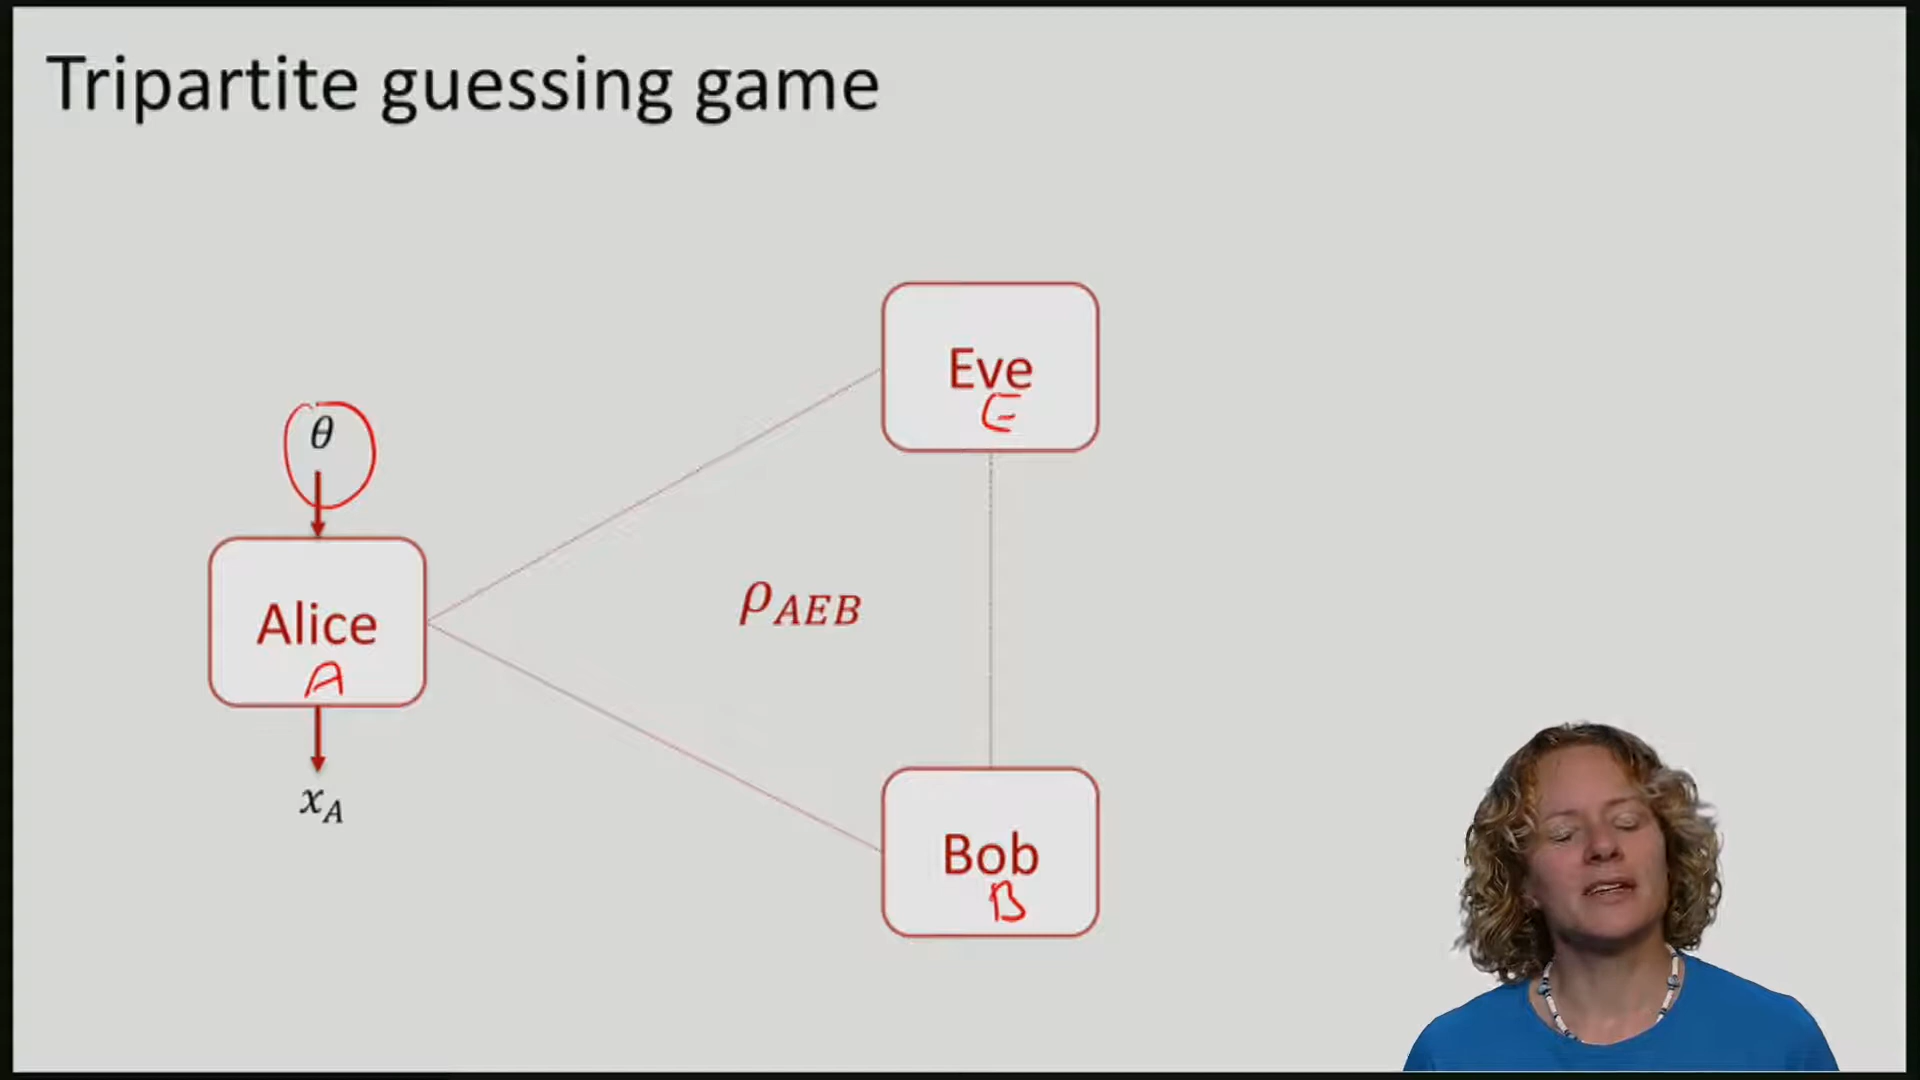 Tripartite guessing game
Eve
E
θ
Alice
A
ρ_AEB
x_A
Bob
B